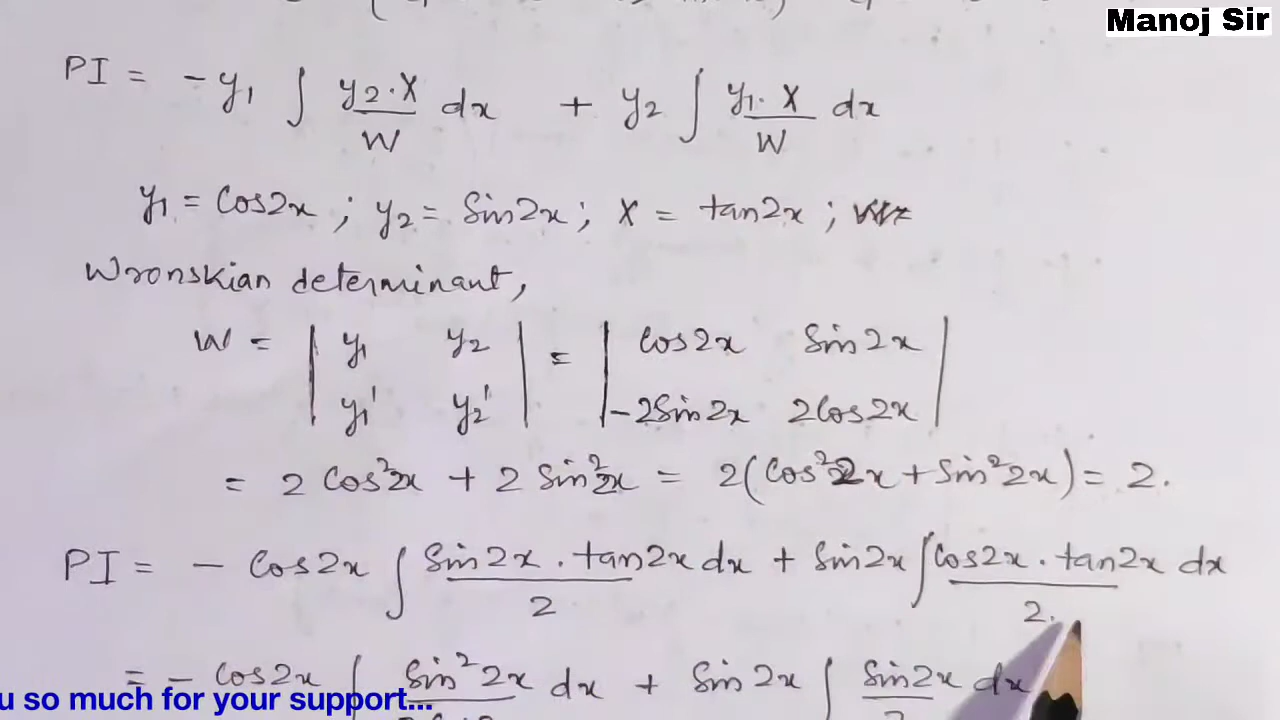 Manoj Sir
PI = - y₁ ∫ y₂·X / W dx + y₂ ∫ y₁·X / W dx
y₁ = Cos2x ; y₂ = Sin2x ; X = tan2x ;
Wronskian determinant,
W = | y₁ y₂ | = | Cos2x Sin2x |
| y₁' y₂' | | -2Sin2x 2Cos2x |
= 2 Cos²2x + 2 Sin²2x = 2(Cos²2x + Sin²2x) = 2.
PI = - Cos2x ∫ Sin2x · tan2x / 2 dx + Sin2x ∫ Cos2x · tan2x / 2. dx
= - Cos2x ∫ Sin²2x dx + Sin2x ∫ Sin2x dx
u so much for your support...